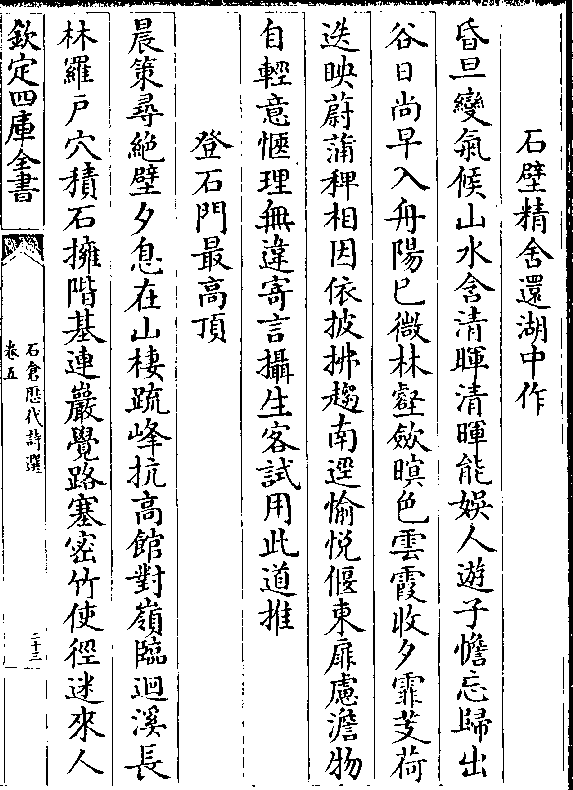 石壁精舍還湖中作
昏旦變氣候山水含清暉清暉能娱人遊子憺忘歸出
谷日尚早入舟陽已微林壑斂暝色雲霞收夕霏芰荷
迭映蔚蒲稗相因依披拂趨南逕愉悦偃東扉慮澹物
自輕意愜理無違寄言攝生客試用此道推
登石門最高頂
晨策尋絶壁夕息在山棲疏峰抗高館對嶺臨迴溪長
林羅户穴積石擁階基連巖覺路塞密竹使徑迷來人
欽定四庫全書
石倉歷代詩選
卷五
二十三